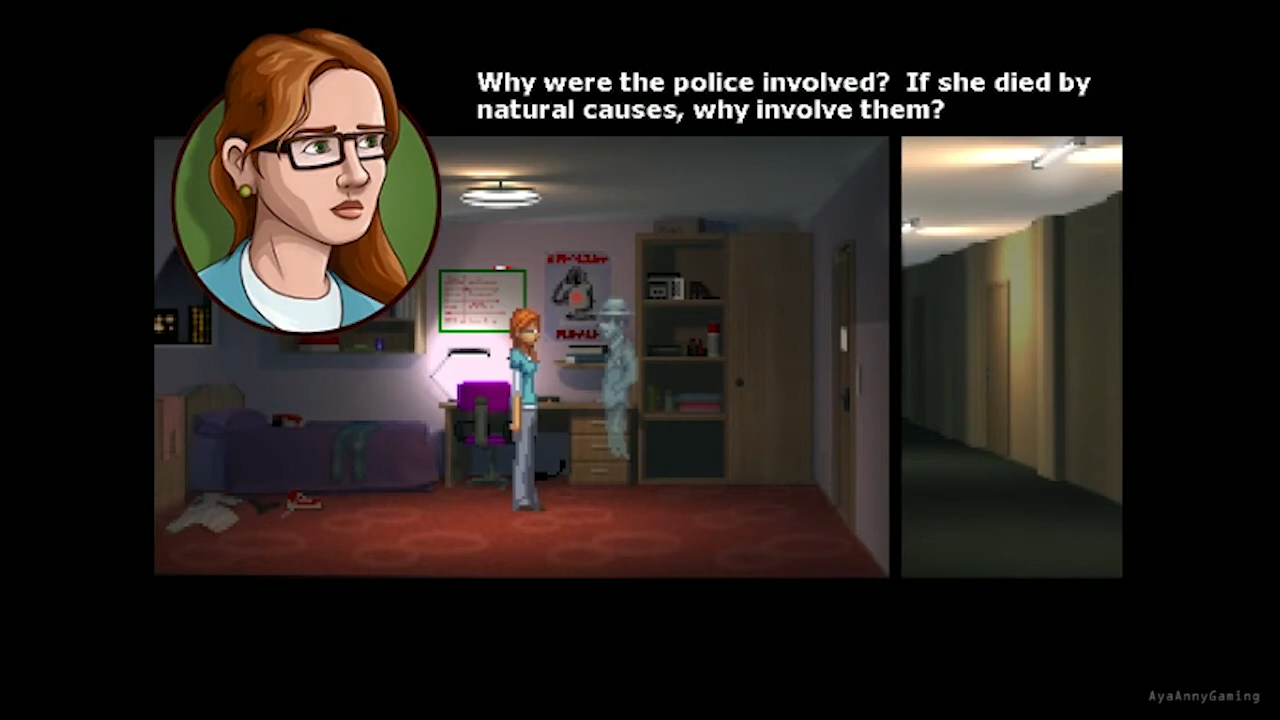 Why were the police involved?  If she died by
natural causes, why involve them?
AyaAnnyGaming